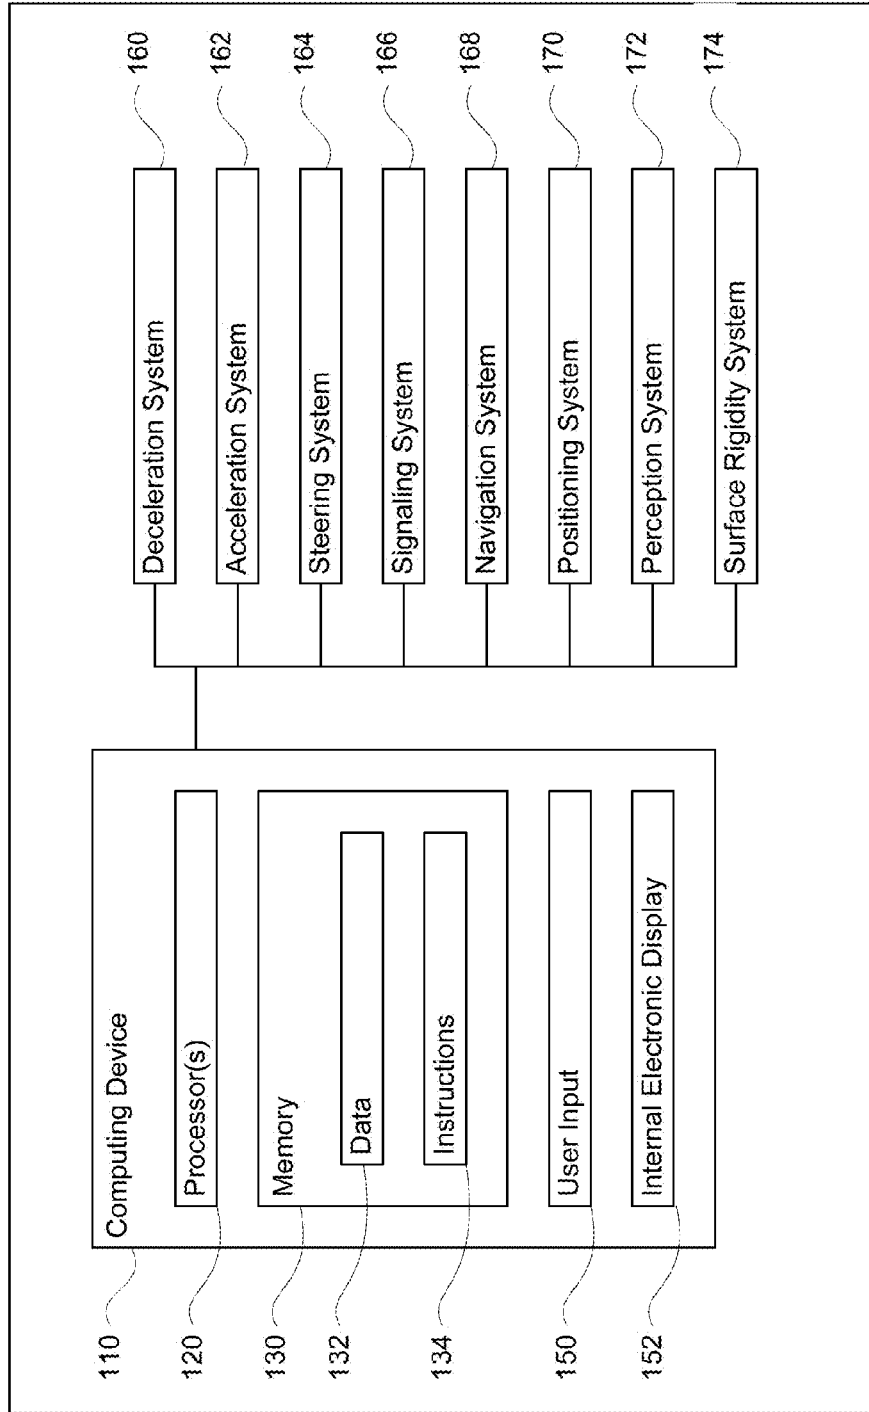 Computing Device
110
Processor(s)
120
Memory
130
Data
132
Instructions
134
User Input
150
Internal Electronic Display
152
Deceleration System
160
Acceleration System
162
Steering System
164
Signaling System
166
Navigation System
168
Positioning System
170
Perception System
172
Surface Rigidity System
174